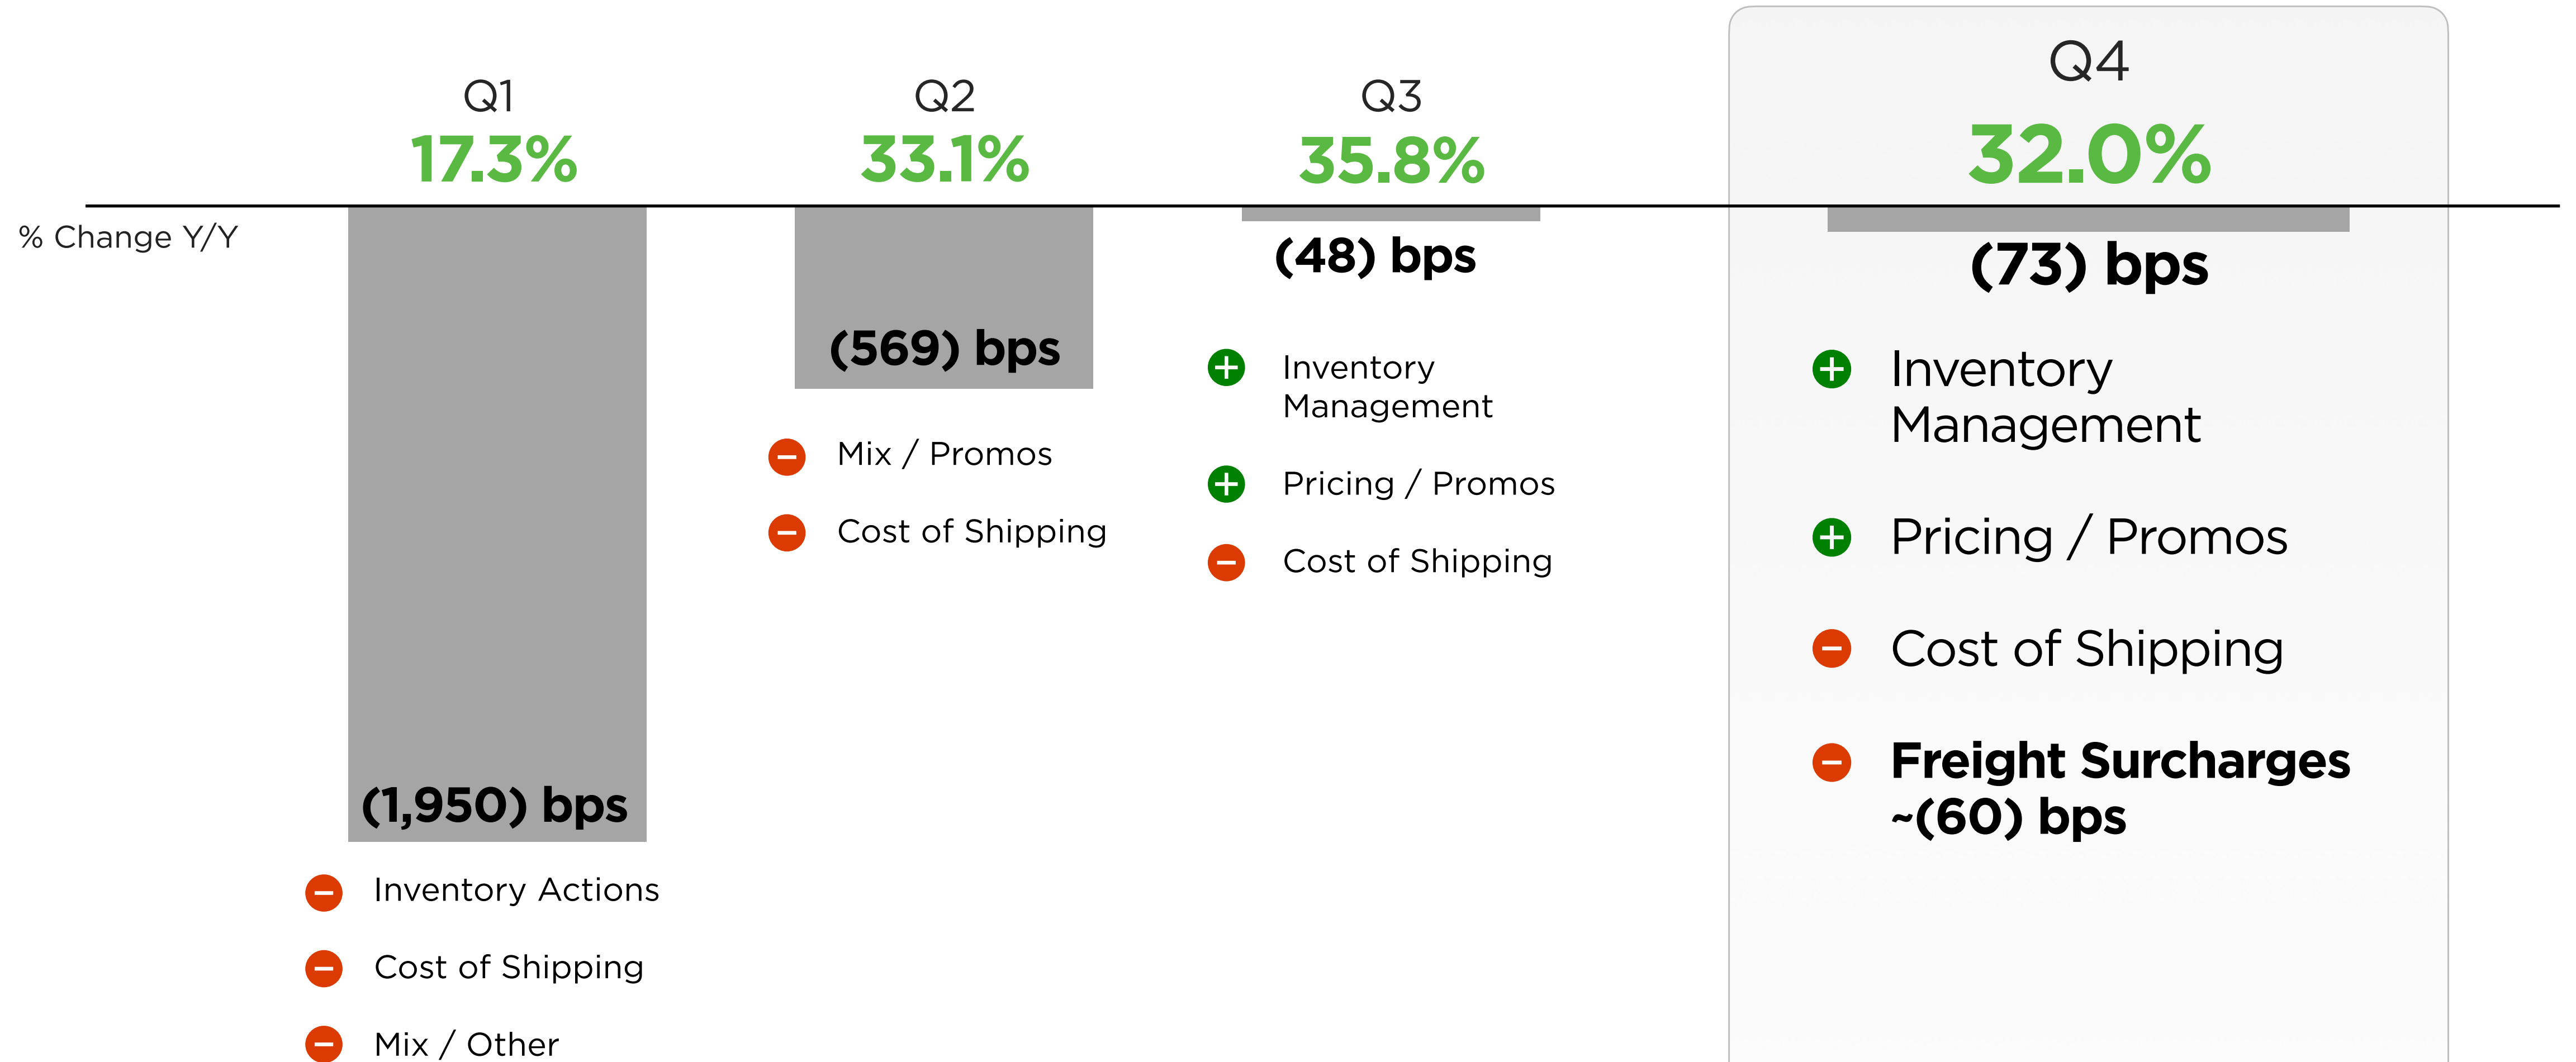 Q1
17.3%
Q2
33.1%
Q3
35.8%
Q4
32.0%
% Change Y/Y
(1,950) bps
Inventory Actions
Cost of Shipping
Mix / Other
(569) bps
Mix / Promos
Cost of Shipping
(48) bps
Inventory
Management
Pricing / Promos
Cost of Shipping
(73) bps
Inventory
Management
Pricing / Promos
Cost of Shipping
Freight Surcharges
~(60) bps